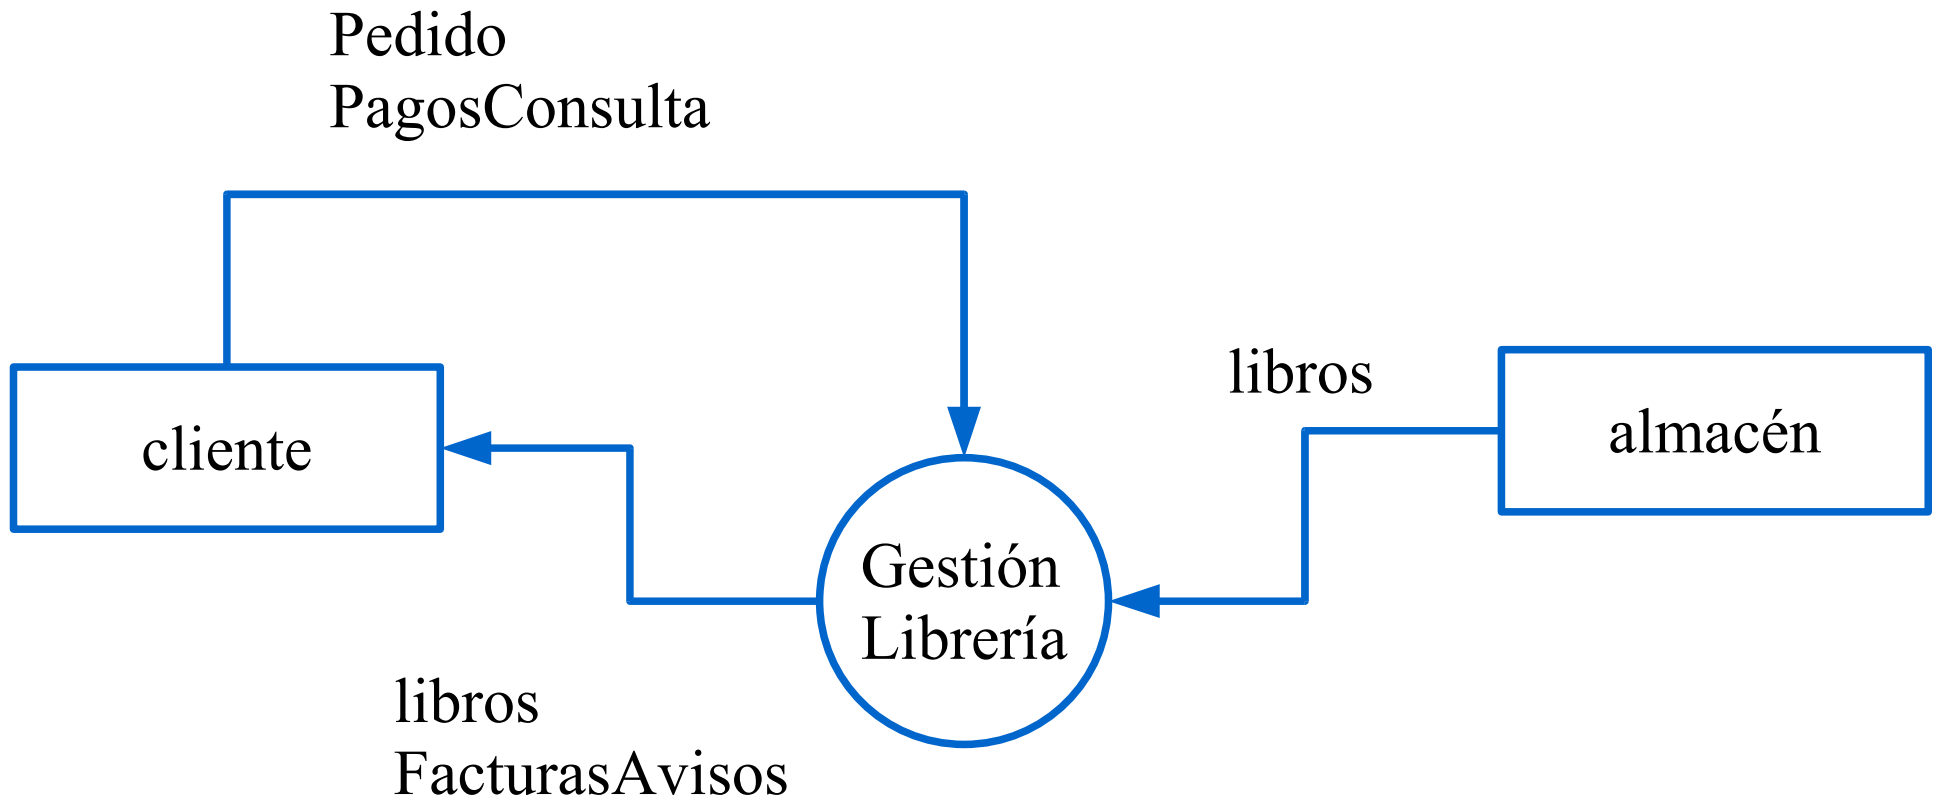 Pedido
PagosConsulta
cliente
libros
almacén
Gestión
Librería
libros
FacturasAvisos